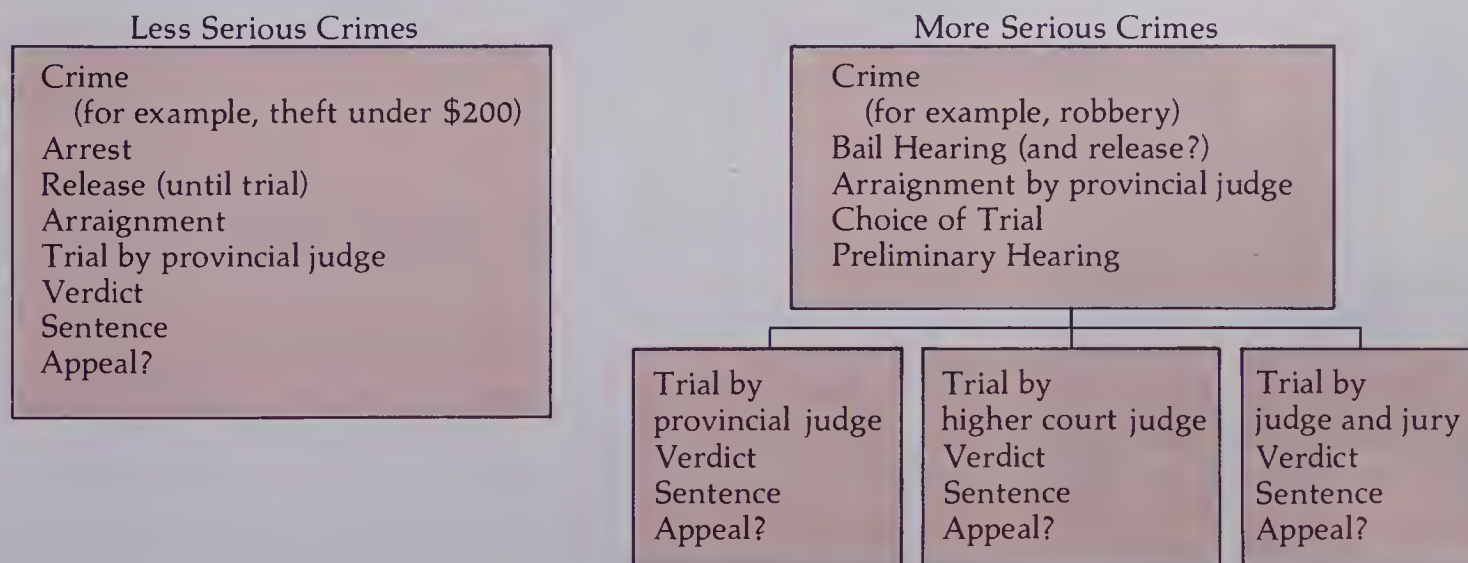 Less Serious Crimes
Crime
(for example, theft under $200)
Arrest
Release (until trial)
Arraignment
Trial by provincial judge
Verdict
Sentence
Appeal?
More Serious Crimes
Crime
(for example, robbery)
Bail Hearing (and release?)
Arraignment by provincial judge
Choice of Trial
Preliminary Hearing
Trial by
provincial judge
Verdict
Sentence
Appeal?
Trial by
higher court judge
Verdict
Sentence
Appeal?
Trial by
judge and jury
Verdict
Sentence
Appeal?